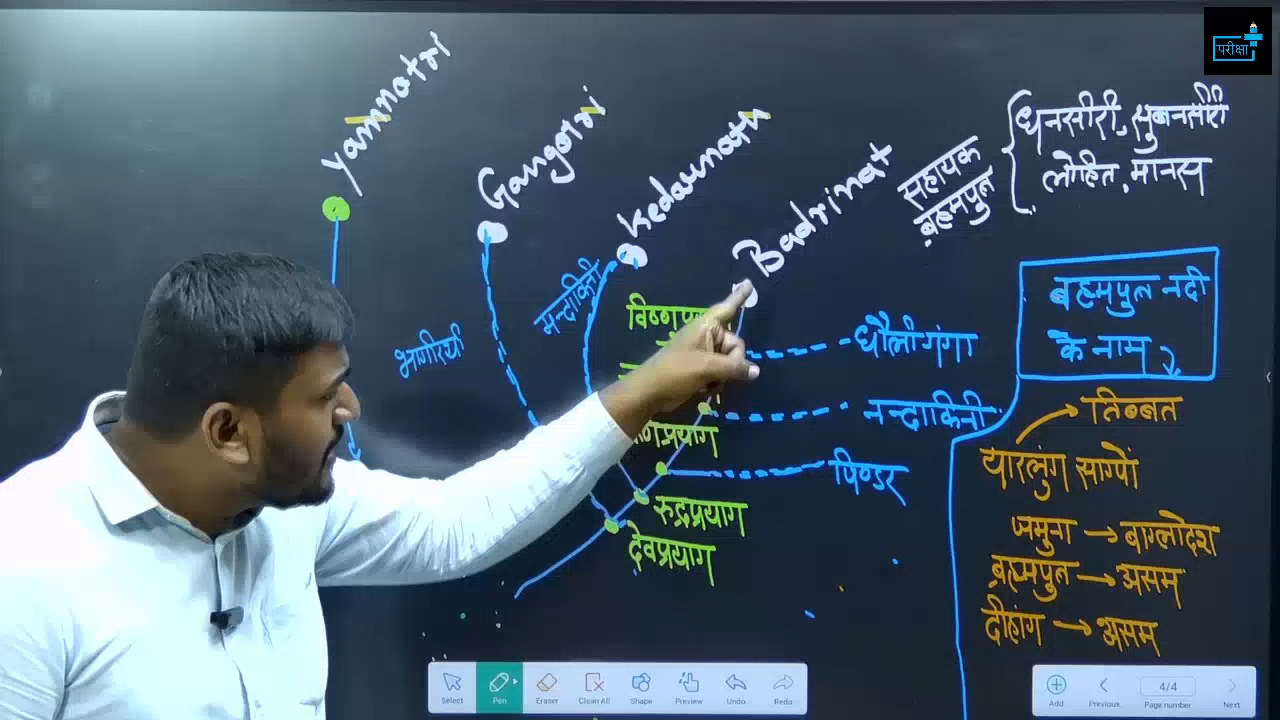 परीक्षा
Yamnotri
Gangotri
Kedarnath
Badrinat
सहायक
ब्रह्मपुत्र
धनसीरी, सुबनसीरी
लोहित, मानस
भागीरथी
मन्दाकिनी
धौलीगंगा
नन्दाकिनी
पिण्डर
रुद्रप्रयाग
देवप्रयाग
ब्रह्मपुत्र नदी
के नाम
तिब्बत
यारलुंग सांग्पो
जमुना → बाग्लादेश
ब्रह्मपुत्र → असम
दीहांग → असम
Select
Pen
Eraser
Clean All
Shape
Preview
Undo
Redo
Add
Previous
4/4
Page number
Next